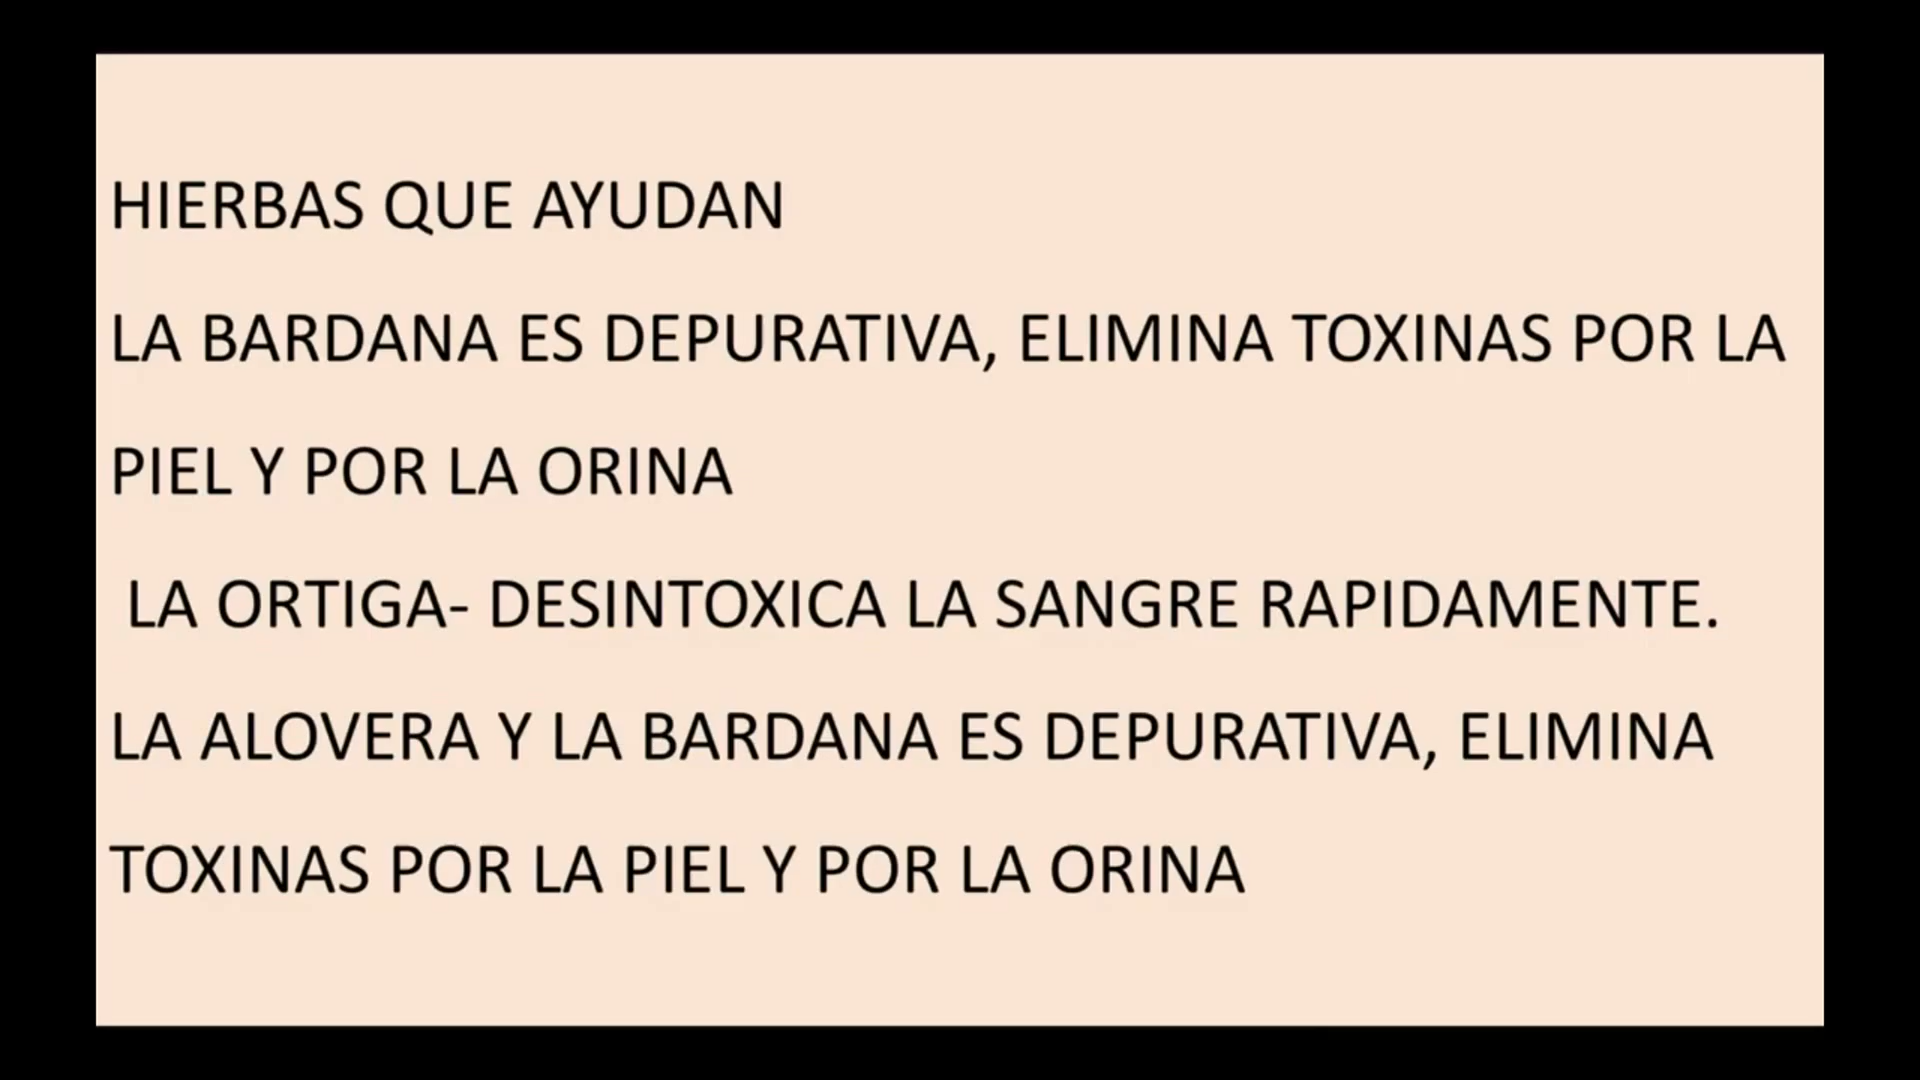 HIERBAS QUE AYUDAN
LA BARDANA ES DEPURATIVA, ELIMINA TOXINAS POR LA
PIEL Y POR LA ORINA
LA ORTIGA- DESINTOXICA LA SANGRE RAPIDAMENTE.
LA ALOVERA Y LA BARDANA ES DEPURATIVA, ELIMINA
TOXINAS POR LA PIEL Y POR LA ORINA